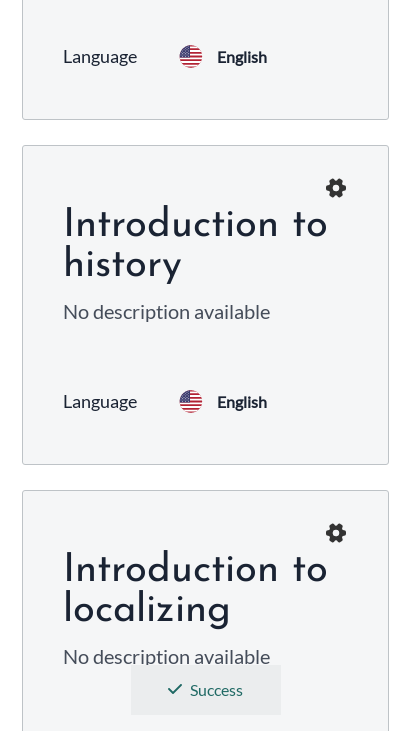 Language English
Introduction to
history
No description available
Language English
Introduction to
localizing
No description available
Success